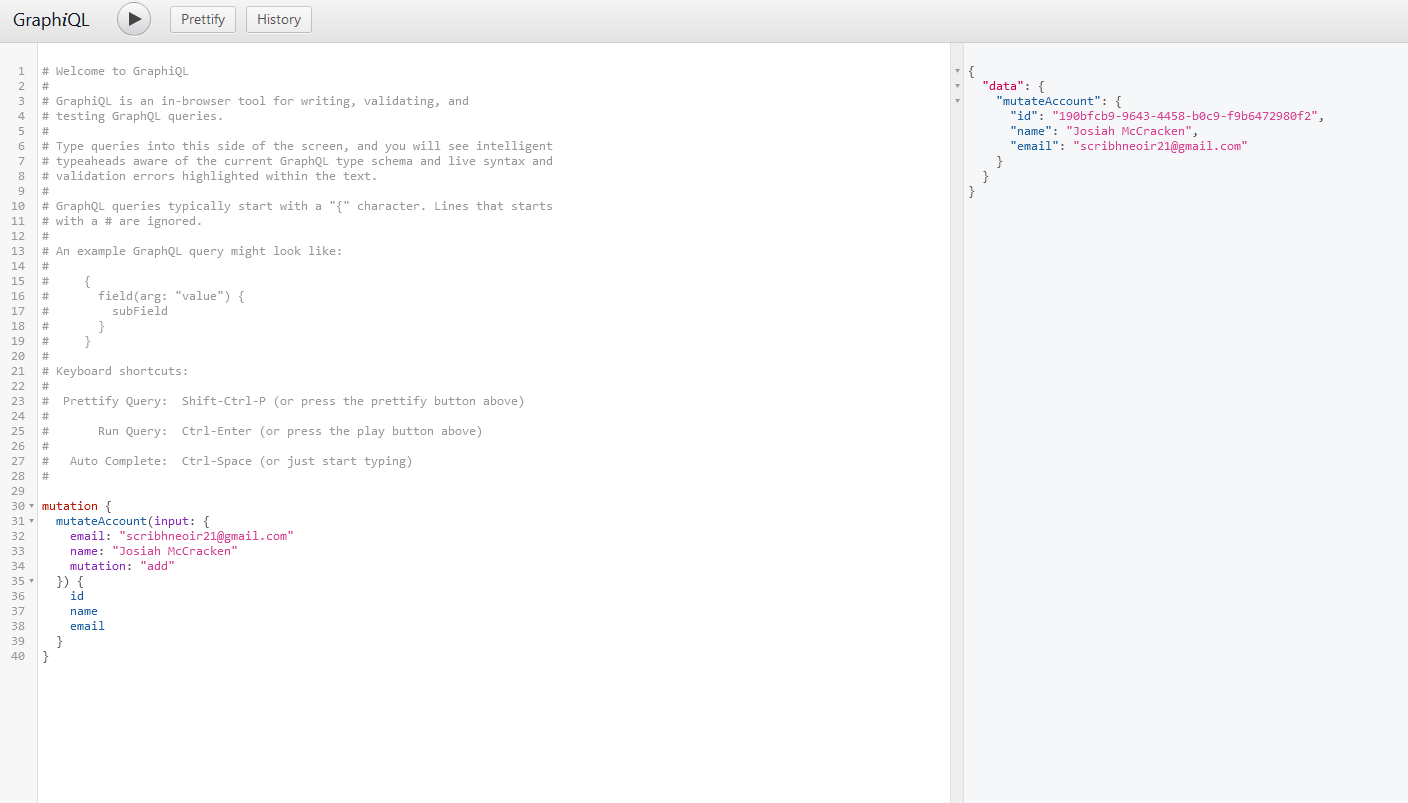 GraphiQL Prettify History
1 # Welcome to GraphiQL
2 #
3 # GraphiQL is an in-browser tool for writing, validating, and
4 # testing GraphQL queries.
5 #
6 # Type queries into this side of the screen, and you will see intelligent
7 # typeaheads aware of the current GraphQL type schema and live syntax and
8 # validation errors highlighted within the text.
9 #
10 # GraphQL queries typically start with a "{" character. Lines that starts
11 # with a # are ignored.
12 #
13 # An example GraphQL query might look like:
14 #
15 #     {
16 #       field(arg: "value") {
17 #         subField
18 #       }
19 #     }
20 #
21 # Keyboard shortcuts:
22 #
23 #  Prettify Query:  Shift-Ctrl-P (or press the prettify button above)
24 #
25 #       Run Query:  Ctrl-Enter (or press the play button above)
26 #
27 #   Auto Complete:  Ctrl-Space (or just start typing)
28 #
29
30 mutation {
31   mutateAccount(input: {
32     email: "scribhneoir21@gmail.com"
33     name: "Josiah McCracken"
34     mutation: "add"
35   }) {
36     id
37     name
38     email
39   }
40 }
{
  "data": {
    "mutateAccount": {
      "id": "190bfcb9-9643-4458-b0c9-f9b6472980f2",
      "name": "Josiah McCracken",
      "email": "scribhneoir21@gmail.com"
    }
  }
}